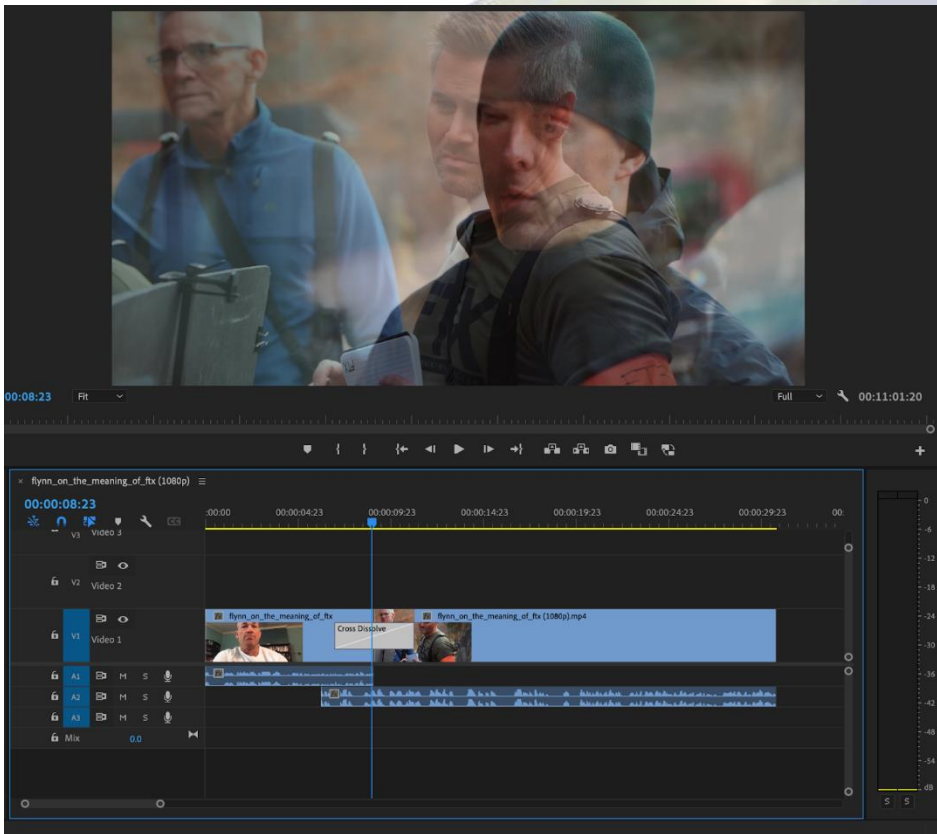 00:08:23 Fit Full 00:11:01:20
× flynn_on_the_meaning_of_ftx (1080p)
00:00:08:23
:00:00 00:00:04:23 00:00:09:23 00:00:14:23 00:00:19:23 00:00:24:23 00:00:29:23 00:
V3 Video 3
V2 Video 2
fx flynn_on_the_meaning_of_ftx fx flynn_on_the_meaning_of_ftx (1080p).mp4
Cross Dissolve
V1 Video 1
A1 M S
A2 M S
A3 M S
Mix 0.0
0
-6
-12
-18
-24
-30
-36
-42
-48
-54
dB
S S